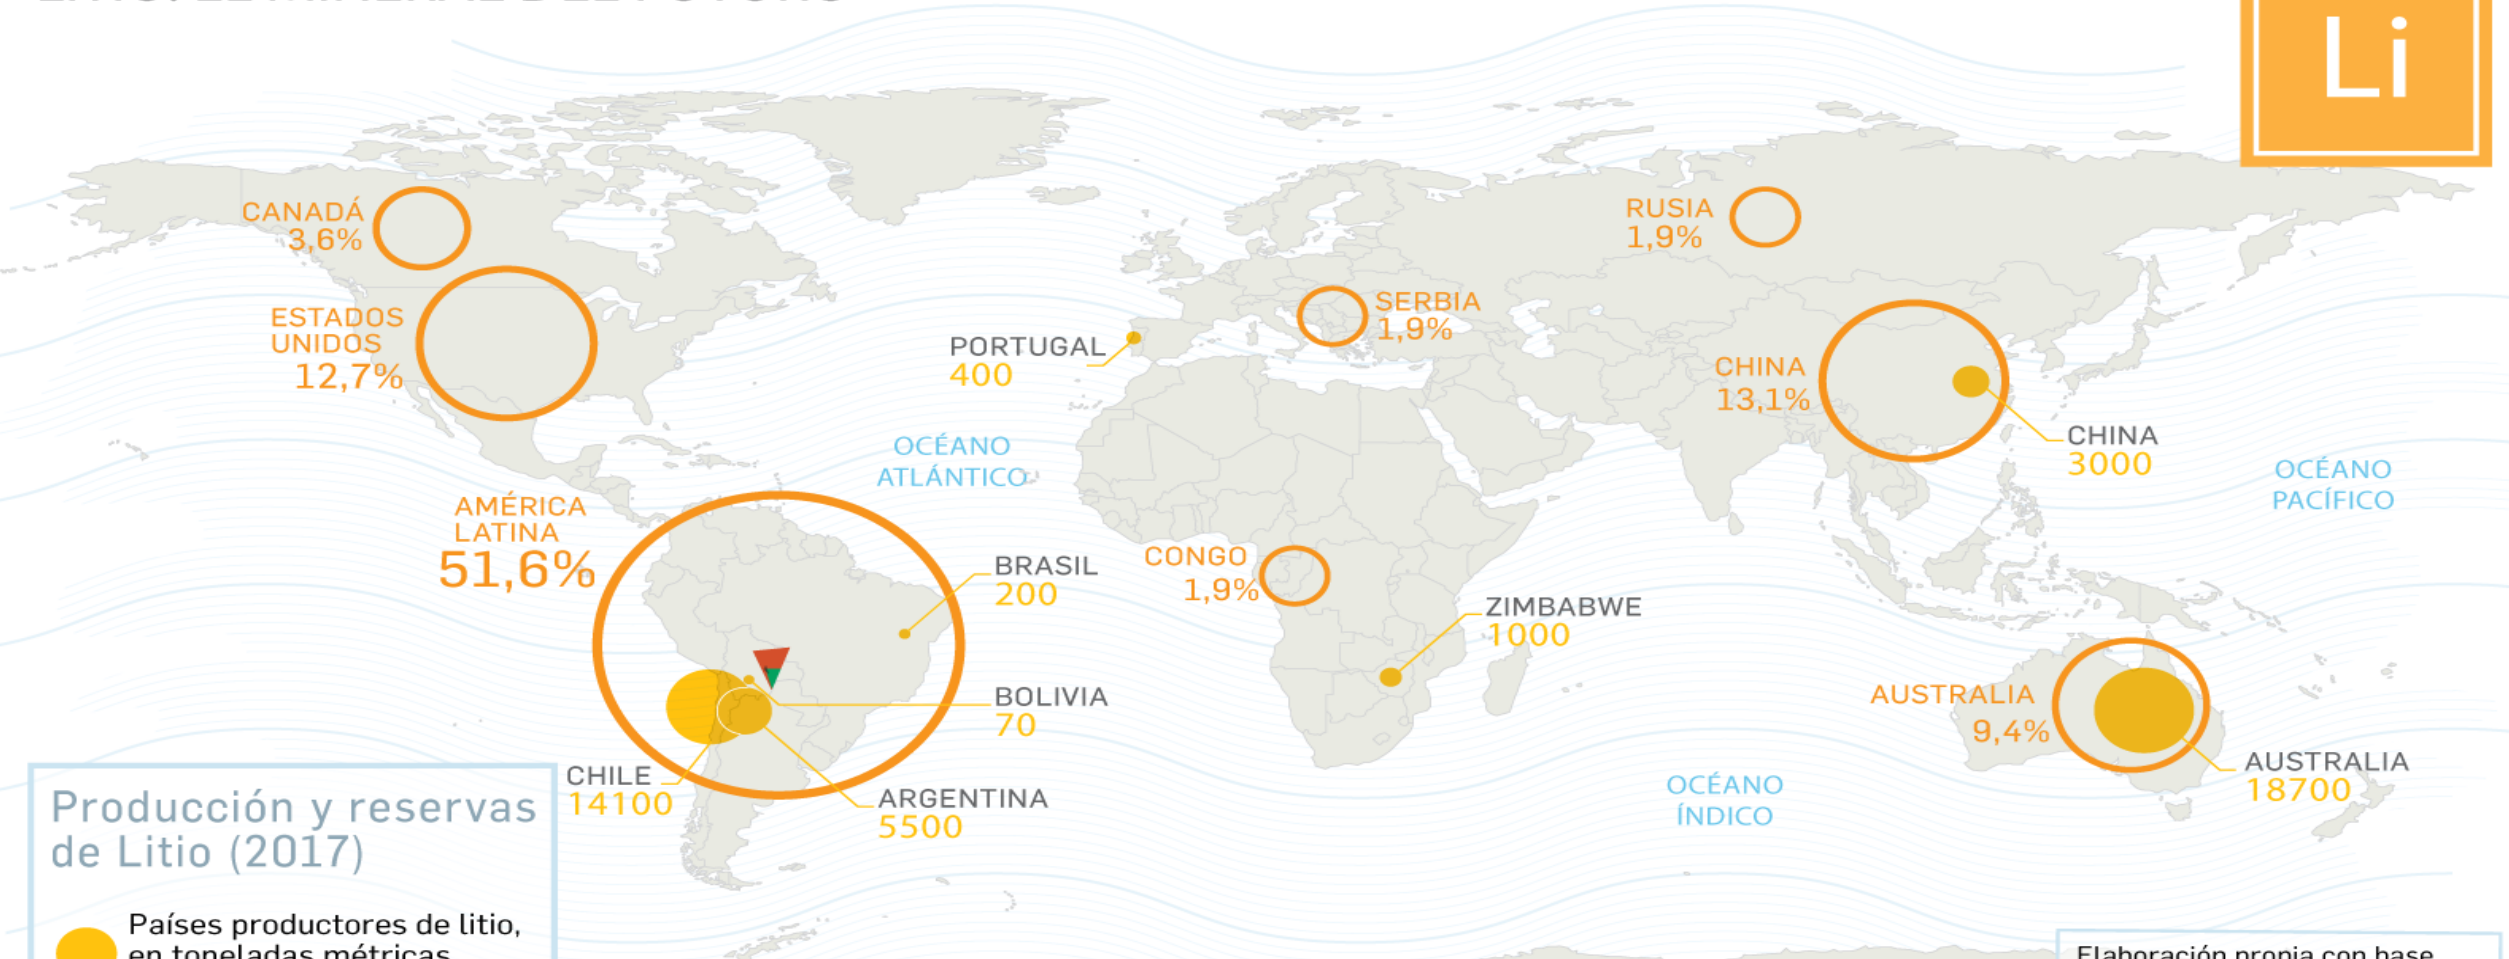 Li
CANADÁ
3,6%
ESTADOS
UNIDOS
12,7%
RUSIA
1,9%
SERBIA
1,9%
PORTUGAL
400
CHINA
13,1%
CHINA
3000
OCÉANO
ATLÁNTICO
OCÉANO
PACÍFICO
AMÉRICA
LATINA
51,6%
BRASIL
200
CONGO
1,9%
ZIMBABWE
1000
BOLIVIA
70
AUSTRALIA
9,4%
AUSTRALIA
18700
CHILE
14100
ARGENTINA
5500
OCÉANO
ÍNDICO
Producción y reservas
de Litio (2017)
Países productores de litio,
en toneladas métricas
Elaboración propia con base